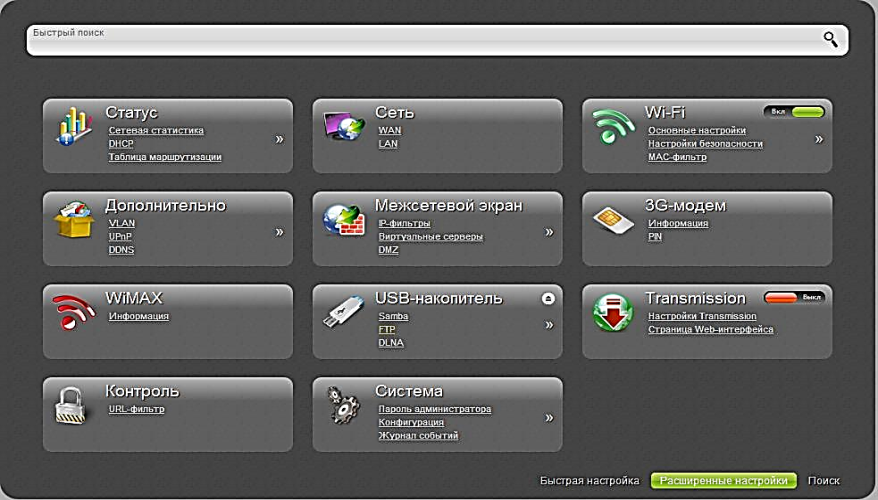 Быстрый поиск
Статус
Сетевая статистика
DHCP
Таблица маршрутизации
Сеть
WAN
LAN
Wi-Fi
Вкл
Основные настройки
Настройки безопасности
MAC-фильтр
Дополнительно
VLAN
UPnP
DDNS
Межсетевой экран
IP-фильтры
Виртуальные серверы
DMZ
3G-модем
Информация
PIN
WiMAX
Информация
USB-накопитель
Samba
FTP
DLNA
Transmission
Выкл
Настройки Transmission
Страница Web-интерфейса
Контроль
URL-фильтр
Система
Пароль администратора
Конфигурация
Журнал событий
Быстрая настройка Расширенные настройки Поиск